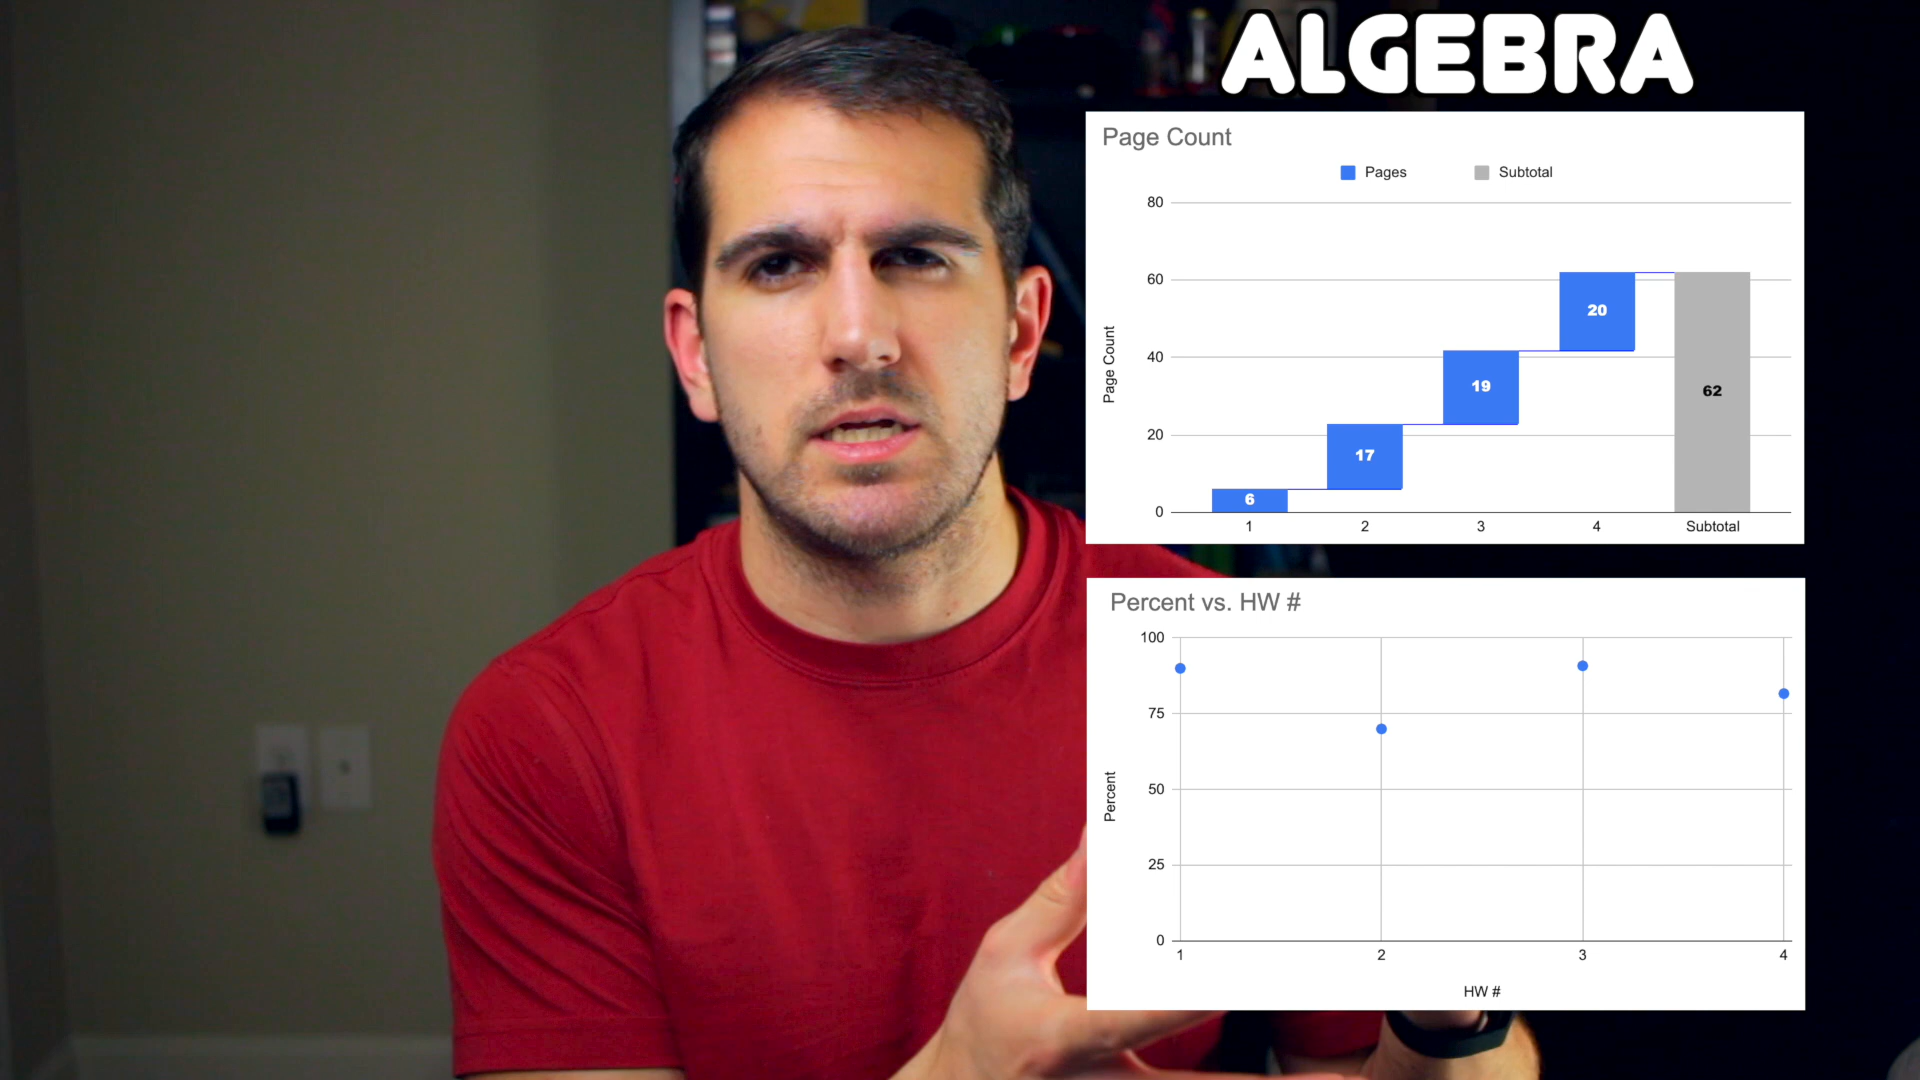 ALGEBRA
Page Count
Pages Subtotal
80
60
40
20
0
Page Count
6
17
19
20
62
1 2 3 4 Subtotal
Percent vs. HW #
100
75
50
25
0
Percent
1 2 3 4
HW #